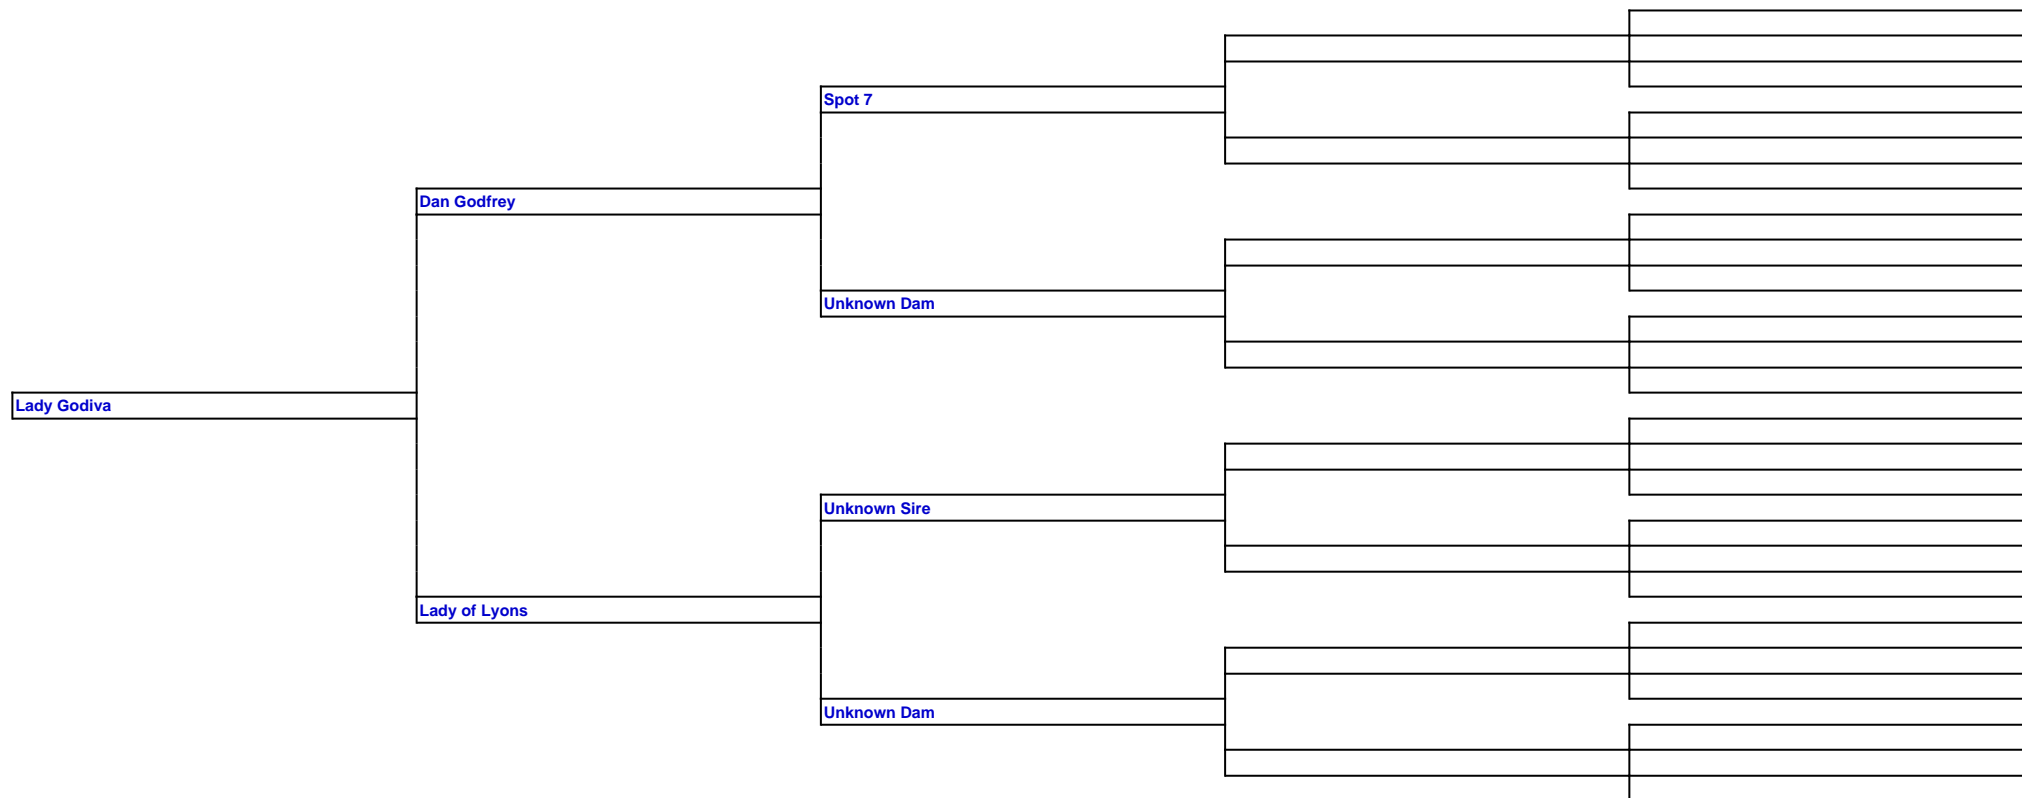 Spot 7
Dan Godfrey
Unknown Dam
Lady Godiva
Unknown Sire
Lady of Lyons
Unknown Dam